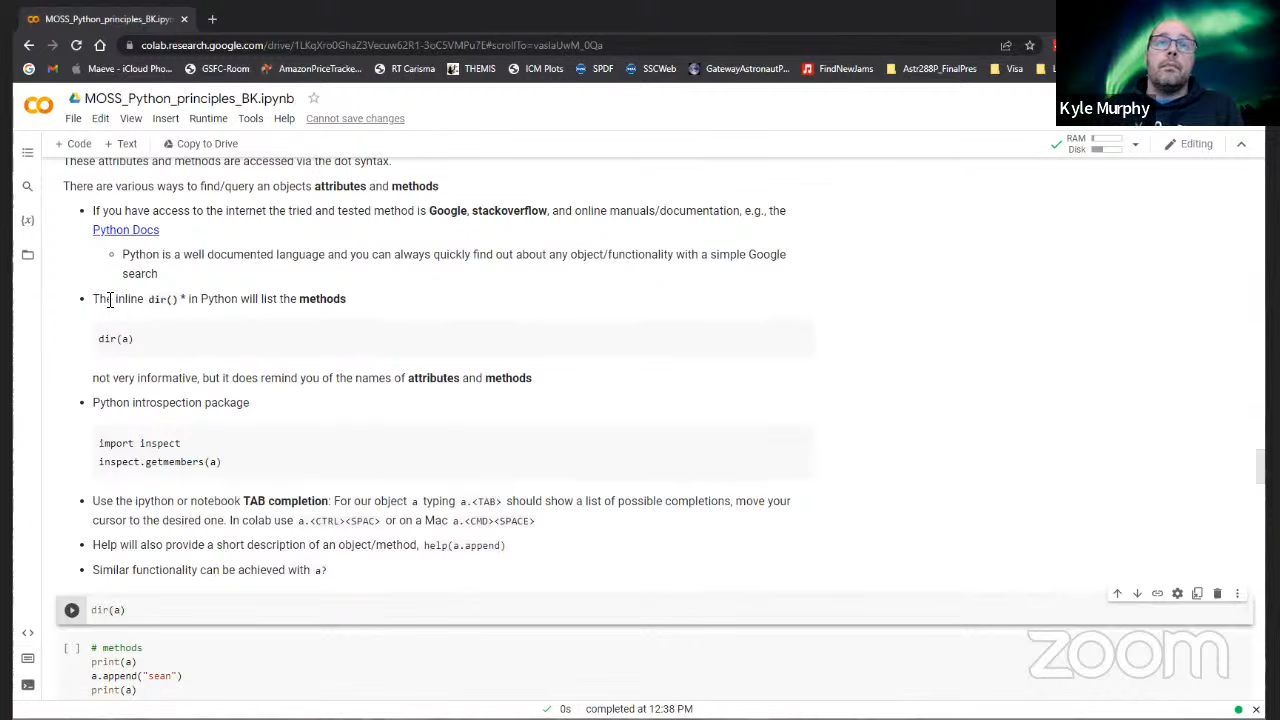 MOSS_Python_principles_BK.ipynb
colab.research.google.com/drive/1LKqXro0GhaZ3Vecuw62R1-3oC5VMPu7E#scrollTo=vasIaUwM_0Qa
Maeve – iCloud Pho... GSFC-Room AmazonPriceTracke... RT Carisma THEMIS ICM Plots SPDF SSCWeb GatewayAstronautP... FindNewJams Astr288P_FinalPres Visa
Kyle Murphy
MOSS_Python_principles_BK.ipynb
File Edit View Insert Runtime Tools Help Cannot save changes
+ Code + Text Copy to Drive RAM Disk Editing
These attributes and methods are accessed via the dot syntax.
There are various ways to find/query an objects attributes and methods
• If you have access to the internet the tried and tested method is Google, stackoverflow, and online manuals/documentation, e.g., the
Python Docs
◦ Python is a well documented language and you can always quickly find out about any object/functionality with a simple Google
search
• The inline dir() * in Python will list the methods
dir(a)
not very informative, but it does remind you of the names of attributes and methods
• Python introspection package
import inspect
inspect.getmembers(a)
• Use the ipython or notebook TAB completion: For our object a typing a.<TAB> should show a list of possible completions, move your
cursor to the desired one. In colab use a.<CTRL><SPAC> or on a Mac a.<CMD><SPACE>
• Help will also provide a short description of an object/method, help(a.append)
• Similar functionality can be achieved with a?
dir(a)
[ ] # methods
print(a)
a.append("sean")
print(a)
zoom
0s completed at 12:38 PM